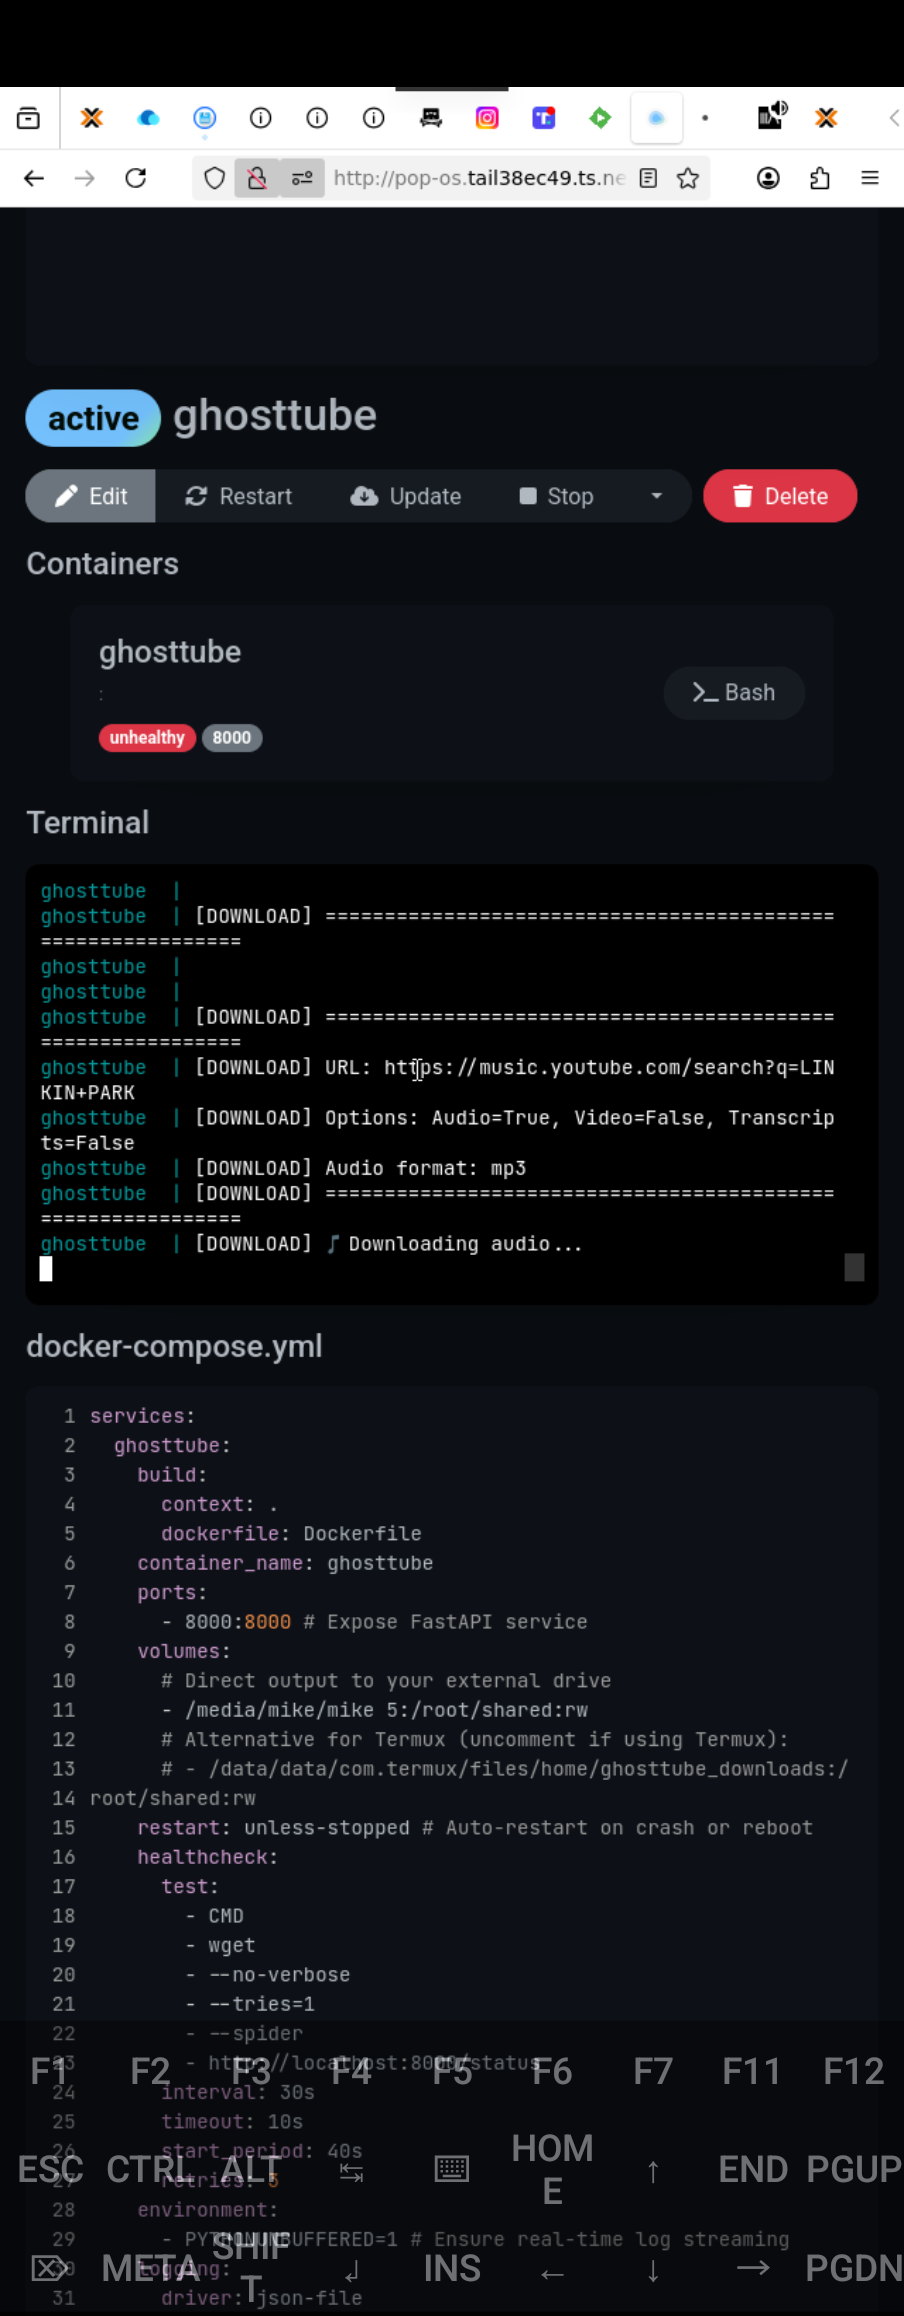 http://pop-os.tail38ec49.ts.ne
active ghosttube
Edit Restart Update Stop Delete
Containers
ghosttube
:
Bash
unhealthy 8000
Terminal
ghosttube |
ghosttube | [DOWNLOAD] ===========================================
=================
ghosttube |
ghosttube |
ghosttube | [DOWNLOAD] ===========================================
=================
ghosttube | [DOWNLOAD] URL: https://music.youtube.com/search?q=LIN
KIN+PARK
ghosttube | [DOWNLOAD] Options: Audio=True, Video=False, Transcrip
ts=False
ghosttube | [DOWNLOAD] Audio format: mp3
ghosttube | [DOWNLOAD] ===========================================
=================
ghosttube | [DOWNLOAD] 🎵 Downloading audio...
docker-compose.yml
1 services:
2 ghosttube:
3 build:
4 context: .
5 dockerfile: Dockerfile
6 container_name: ghosttube
7 ports:
8 - 8000:8000 # Expose FastAPI service
9 volumes:
10 # Direct output to your external drive
11 - /media/mike/mike 5:/root/shared:rw
12 # Alternative for Termux (uncomment if using Termux):
13 # - /data/data/com.termux/files/home/ghosttube_downloads:/
14 root/shared:rw
15 restart: unless-stopped # Auto-restart on crash or reboot
16 healthcheck:
17 test:
18 - CMD
19 - wget
20 - --no-verbose
21 - --tries=1
22 - --spider
23 - http://localhost:8000/status
F1 F2 F3 F4 F5 F6 F7 F11 F12
24 interval: 30s
25 timeout: 10s
26 start_period: 40s
ESC CTRL ALT HOME ↑ END PGUP
27 retries: 3
28 environment:
29 - PYTHONUNBUFFERED=1 # Ensure real-time log streaming
30 logging:
META SHIFT INS ← ↓ → PGDN
31 driver: json-file